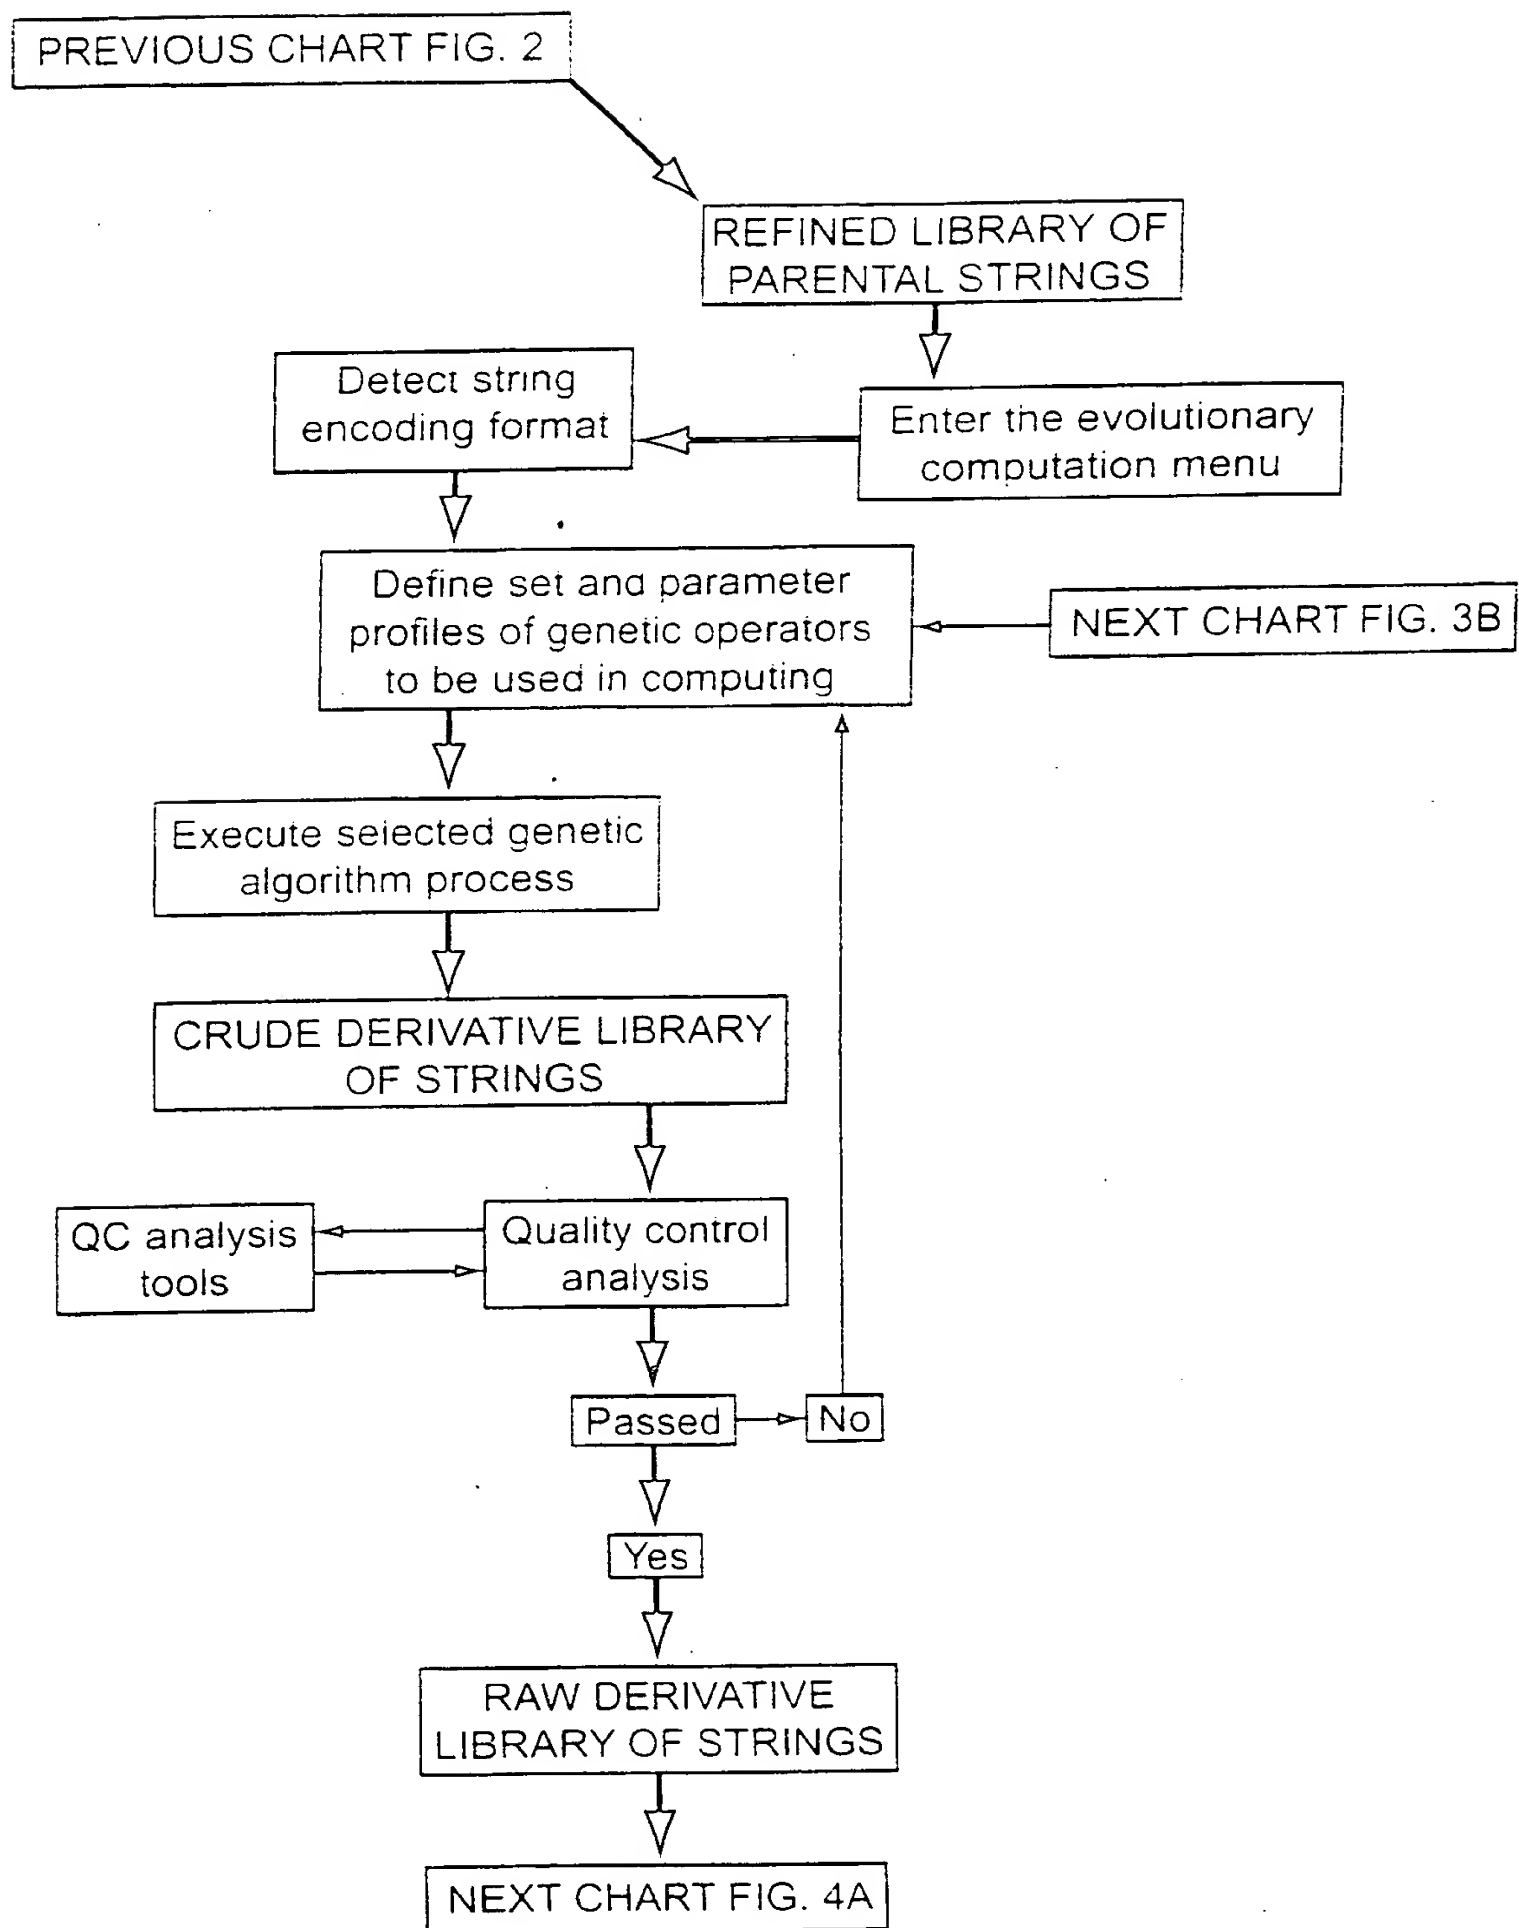 PREVIOUS CHART FIG. 2
REFINED LIBRARY OF
PARENTAL STRINGS
Detect string
encoding format
Enter the evolutionary
computation menu
Define set and parameter
profiles of genetic operators
to be used in computing
NEXT CHART FIG. 3B
Execute selected genetic
algorithm process
CRUDE DERIVATIVE LIBRARY
OF STRINGS
QC analysis
tools
Quality control
analysis
Passed
No
Yes
RAW DERIVATIVE
LIBRARY OF STRINGS
NEXT CHART FIG. 4A